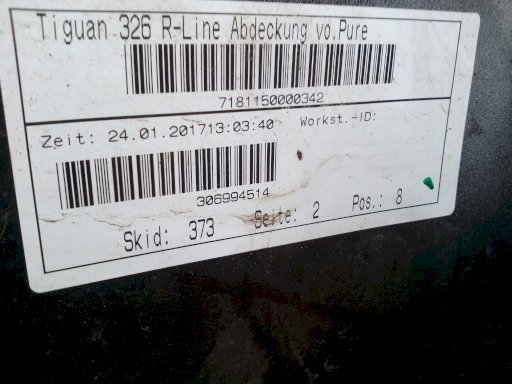 Tiguan 326 R-Line Abdeckung vo.Pure
7181150000342
Zeit: 24.01.201713:03:40 Workst.-ID:
306994514
Skid: 373 Seite: 2 Pos.: 8